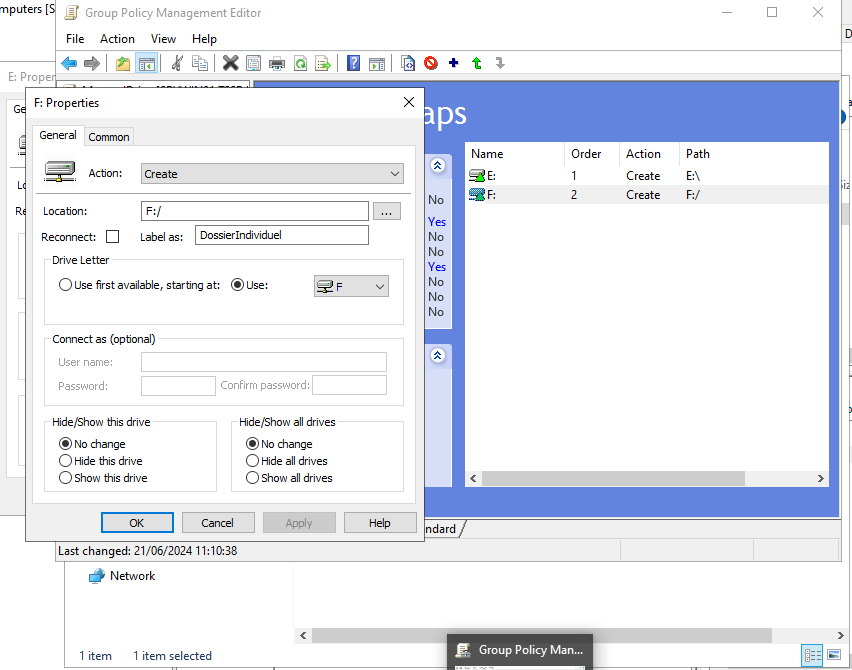 mputers [S
Group Policy Management Editor
File Action View Help
E: Proper
F: Properties
aps
General Common
Action: Create
Location: F:/ ...
Reconnect: Label as: DossierIndividuel
Drive Letter
Use first available, starting at: Use: F
Connect as (optional)
User name:
Password: Confirm password:
Hide/Show this drive Hide/Show all drives
No change No change
Hide this drive Hide all drives
Show this drive Show all drives
OK Cancel Apply Help
Name Order Action Path
E: 1 Create E:\
F: 2 Create F:/
No
Yes
No
No
Yes
No
No
No
ndard
Last changed: 21/06/2024 11:10:38
Network
1 item 1 item selected
Group Policy Man...